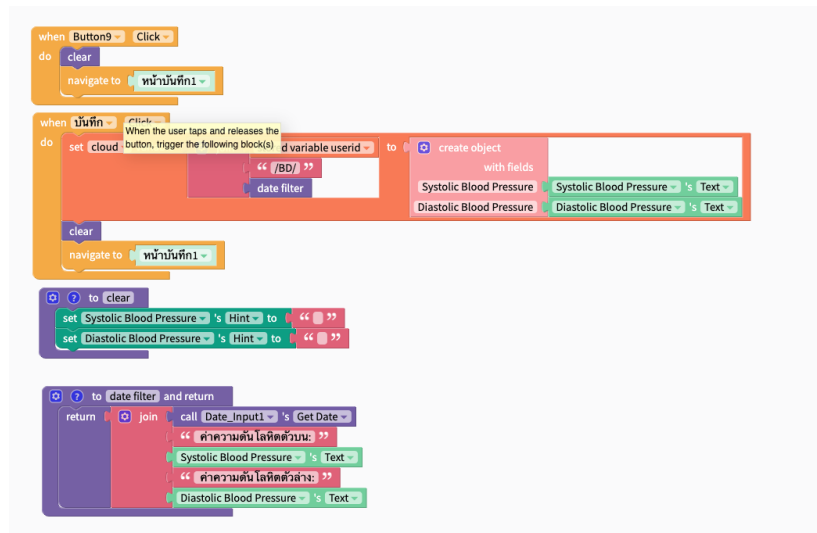 when Button9 Click
do clear
navigate to หน้าบันทึก1
when บันทึก Click
When the user taps and releases the
button, trigger the following block(s)
do set cloud d variable userid to create object
“ /BD/ ” with fields
date filter Systolic Blood Pressure Systolic Blood Pressure 's Text
Diastolic Blood Pressure Diastolic Blood Pressure 's Text
clear
navigate to หน้าบันทึก1
? to clear
set Systolic Blood Pressure 's Hint to “ ”
set Diastolic Blood Pressure 's Hint to “ ”
? to date filter and return
return join call Date_Input1 's Get Date
“ ค่าความดันโลหิตตัวบน: ”
Systolic Blood Pressure 's Text
“ ค่าความดันโลหิตตัวล่าง: ”
Diastolic Blood Pressure 's Text